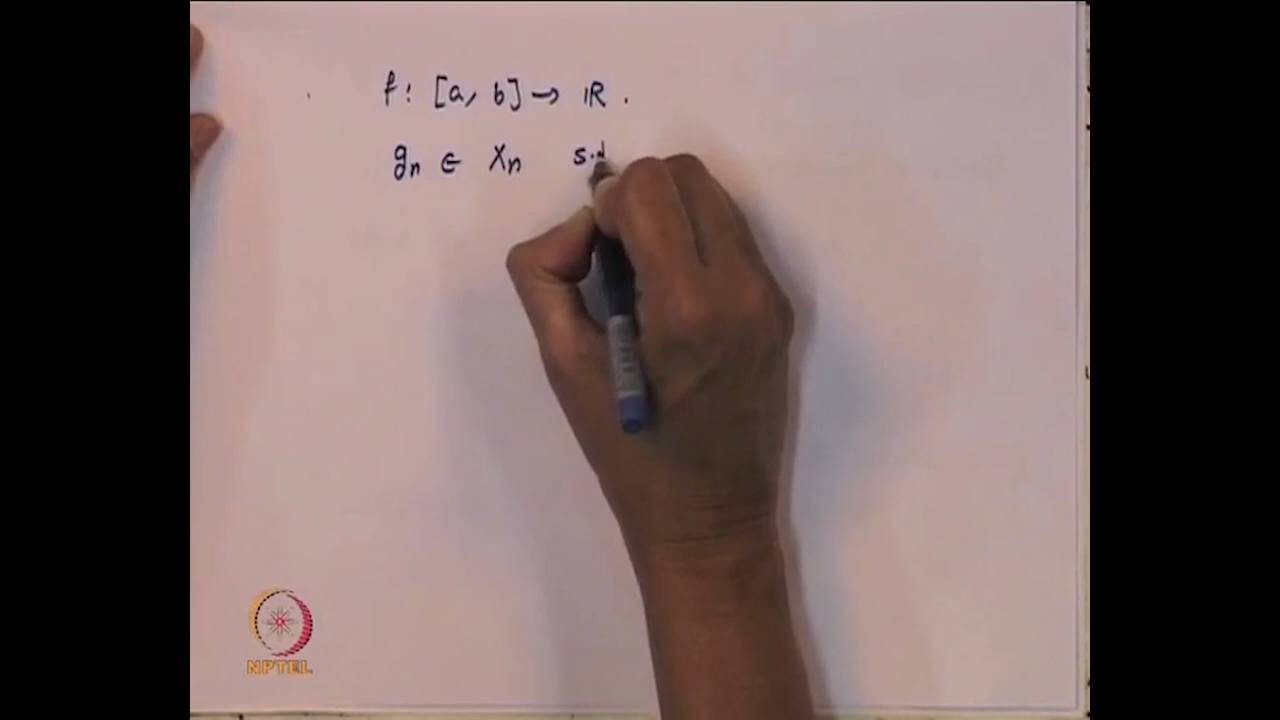 f : [a, b] → ℝ .
gₙ ∈ Xₙ
NPTEL